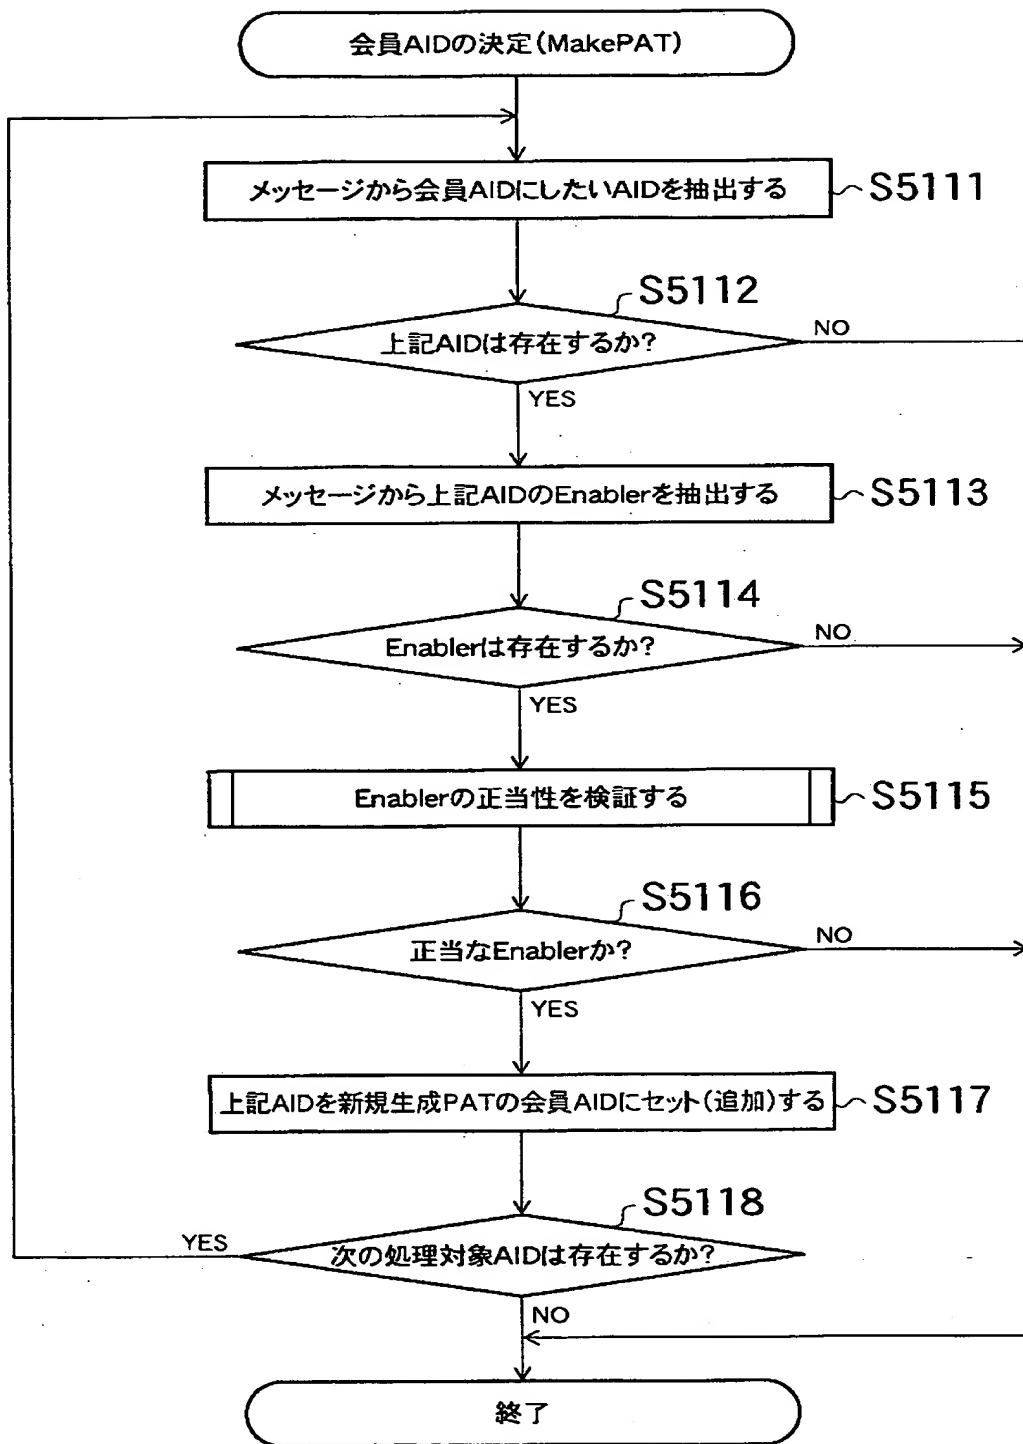 会員AIDの決定(MakePAT)
メッセージから会員AIDにしたいAIDを抽出する
S5111
S5112
上記AIDは存在するか?
NO
YES
メッセージから上記AIDのEnablerを抽出する
S5113
S5114
Enablerは存在するか?
NO
YES
Enablerの正当性を検証する
S5115
S5116
正当なEnablerか?
NO
YES
上記AIDを新規生成PATの会員AIDにセット(追加)する
S5117
S5118
YES
次の処理対象AIDは存在するか?
NO
終了